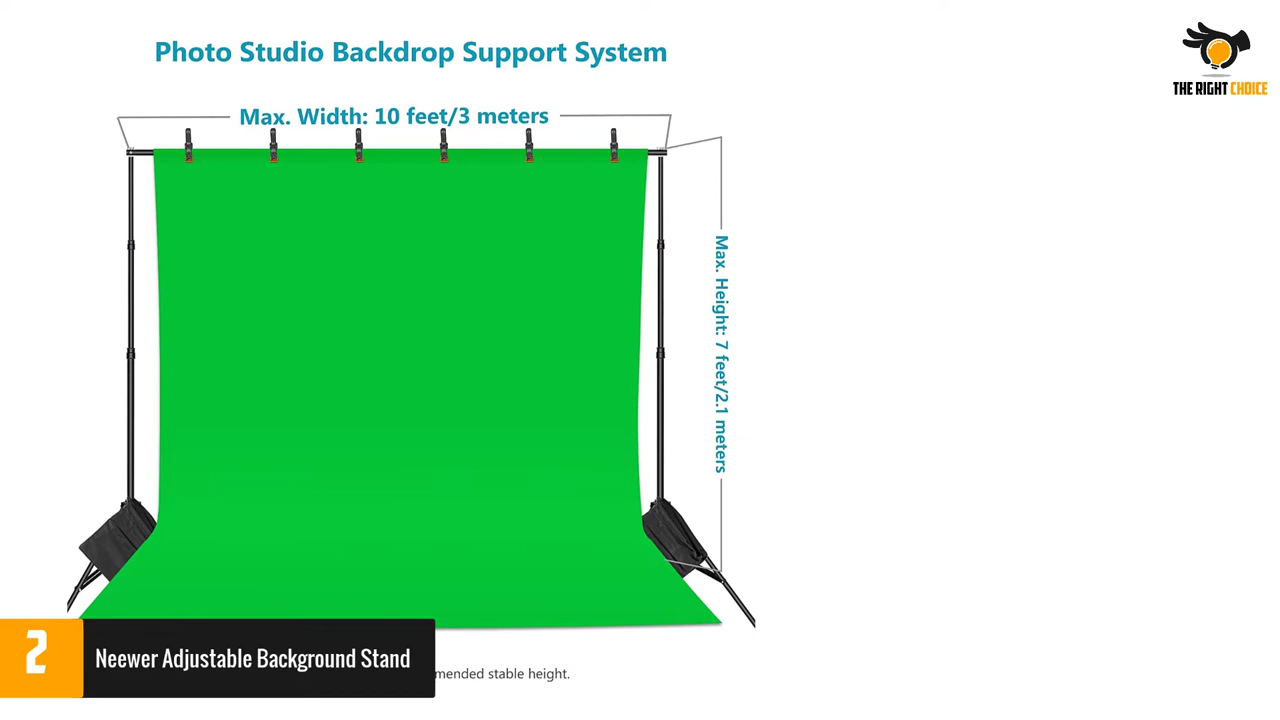 Photo Studio Backdrop Support System
THE RIGHT CHOICE
Max. Width: 10 feet/3 meters
Max. Height: 7 feet/2.1 meters
2
Neewer Adjustable Background Stand
stable height.